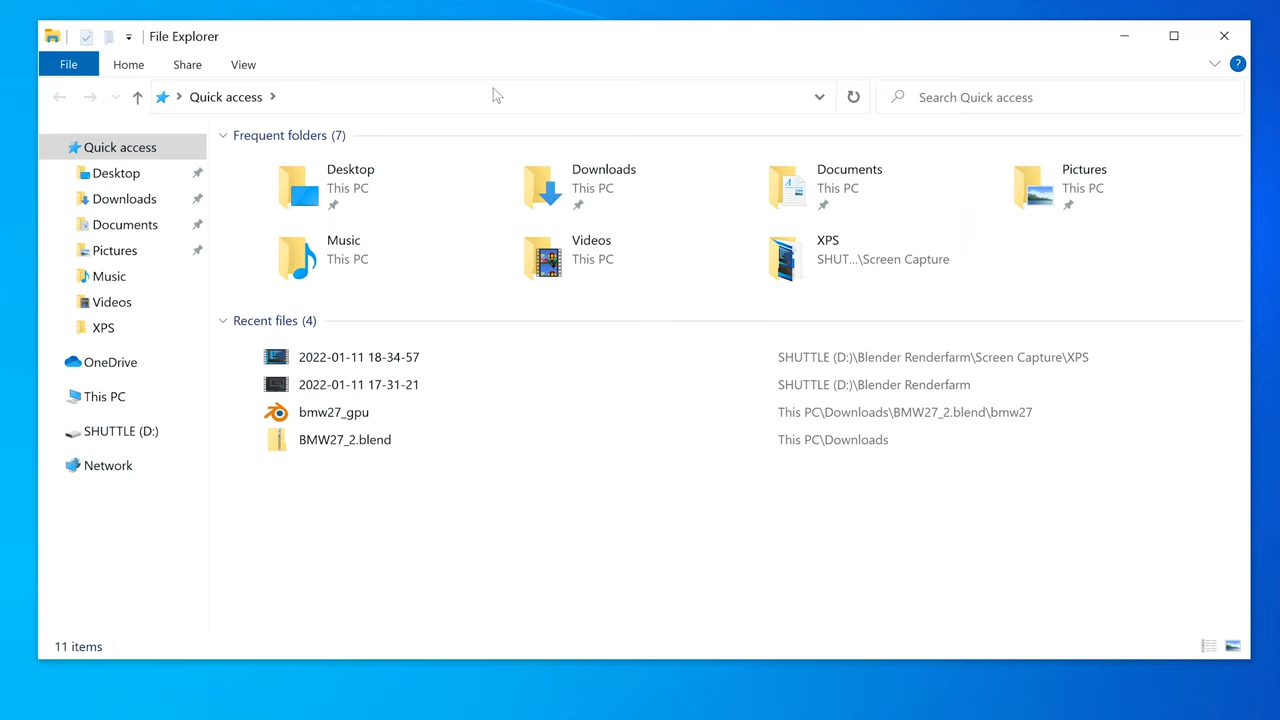 File Explorer
File Home Share View
Quick access
Search Quick access
Quick access
Desktop
Downloads
Documents
Pictures
Music
Videos
XPS
OneDrive
This PC
SHUTTLE (D:)
Network
Frequent folders (7)
Desktop
This PC
Downloads
This PC
Documents
This PC
Pictures
This PC
Music
This PC
Videos
This PC
XPS
SHUT...\Screen Capture
Recent files (4)
2022-01-11 18-34-57 SHUTTLE (D:)\Blender Renderfarm\Screen Capture\XPS
2022-01-11 17-31-21 SHUTTLE (D:)\Blender Renderfarm
bmw27_gpu This PC\Downloads\BMW27_2.blend\bmw27
BMW27_2.blend This PC\Downloads
11 items